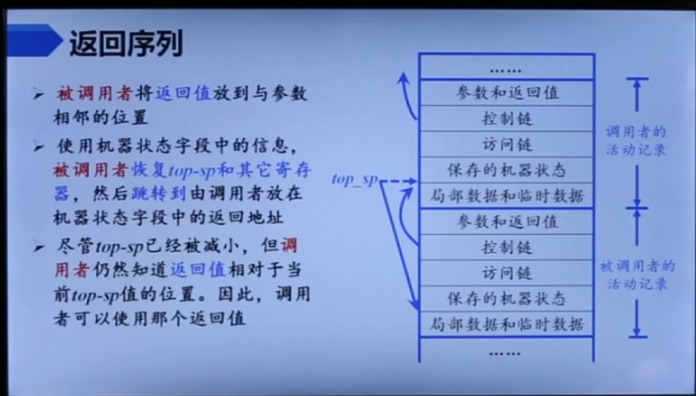 返回序列
➢ 被调用者将返回值放到与参数
相邻的位置
➢ 使用机器状态字段中的信息，
被调用者恢复top-sp和其它寄存
器，然后跳转到由调用者放在
机器状态字段中的返回地址
➢ 尽管top-sp已经被减小，但调
用者仍然知道返回值相对于当
前top-sp值的位置。因此，调用
者可以使用那个返回值
top_sp
……
参数和返回值
控制链
访问链
保存的机器状态
局部数据和临时数据
参数和返回值
控制链
访问链
保存的机器状态
局部数据和临时数据
……
调用者的
活动记录
被调用者的
活动记录